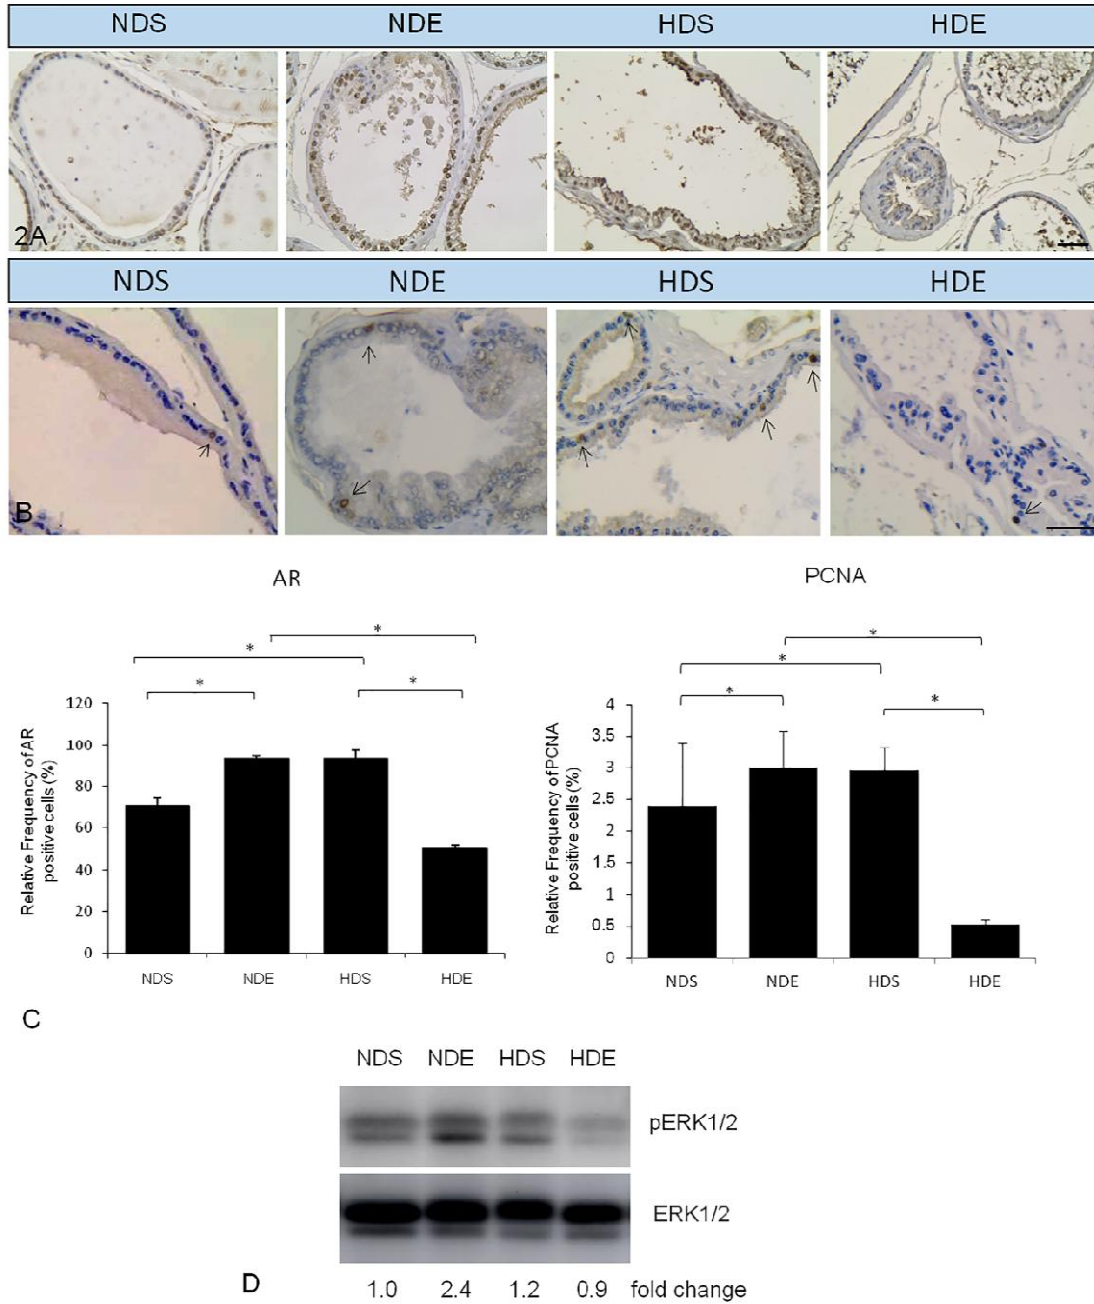 NDS NDE HDS HDE
2A
NDS NDE HDS HDE
B
AR
PCNA
*
*
*
*
*
*
*
*
Relative Frequency of AR
positive cells (%)
120
100
80
60
40
20
0
NDS NDE HDS HDE
Relative Frequency of PCNA
positive cells (%)
4
3.5
3
2.5
2
1.5
1
0.5
0
NDS NDE HDS HDE
C
NDS NDE HDS HDE
pERK1/2
ERK1/2
D
1.0 2.4 1.2 0.9 fold change